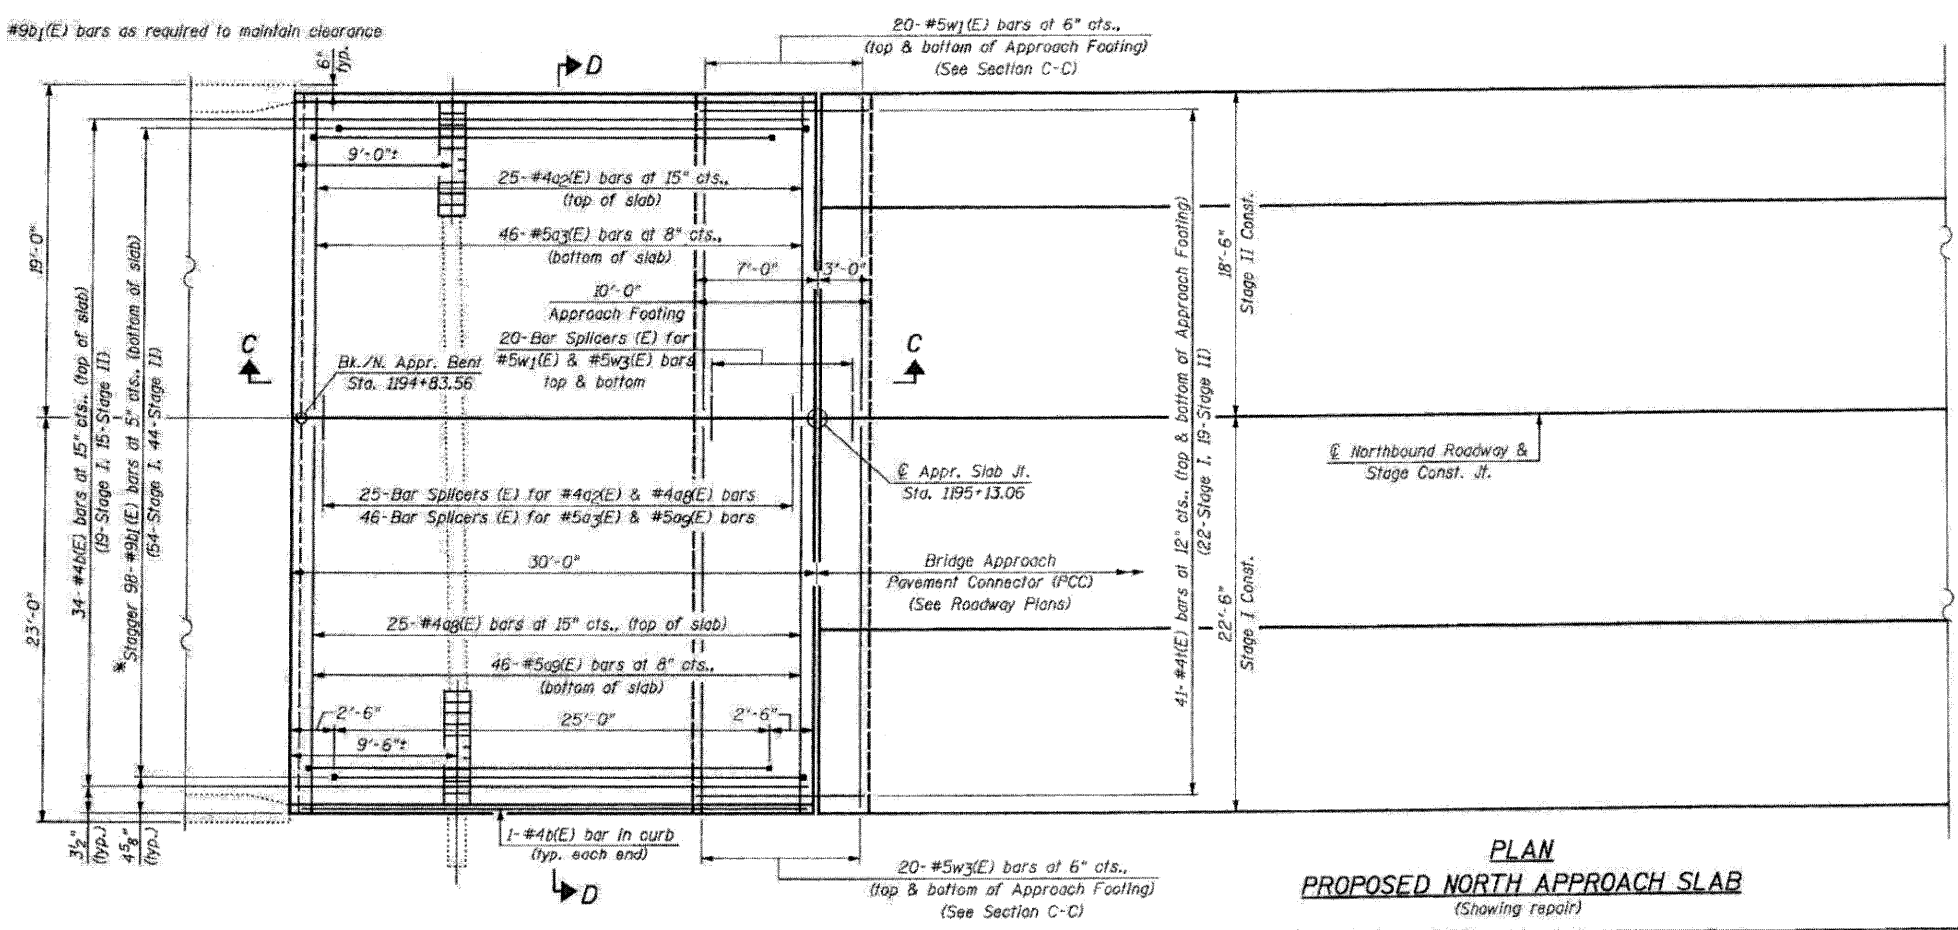 #9b1(E) bars as required to maintain clearance
6"
typ.
D
20- #5w1(E) bars at 6" cts.,
(top & bottom of Approach Footing)
(See Section C-C)
9'-0"±
25- #4a2(E) bars at 15" cts.,
(top of slab)
46- #5a3(E) bars at 8" cts.,
(bottom of slab)
7'-0"
3'-0"
10'-0"
Approach Footing
20-Bar Splicers (E) for
#5w1(E) & #5w3(E) bars
top & bottom
C
C
Bk./N. Appr. Bent
Sta. 1194+83.56
19'-0"
23'-0"
34- #4b(E) bars at 15" cts., (top of slab)
(19-Stage I, 15-Stage II)
*Stagger 98- #9b1(E) bars at 5" cts., (bottom of slab)
(54-Stage I, 44-Stage II)
41- #4t(E) bars at 12" cts., (top & bottom of Approach Footing)
(22-Stage I, 19-Stage II)
18'-6"
Stage II Const.
22'-6"
Stage I Const.
℄ Northbound Roadway &
Stage Const. Jt.
℄ Appr. Slab Jt.
Sta. 1195+13.06
25-Bar Splicers (E) for #4a2(E) & #4a8(E) bars
46-Bar Splicers (E) for #5a3(E) & #5a9(E) bars
30'-0"
Bridge Approach
Pavement Connector (PCC)
(See Roadway Plans)
25- #4a8(E) bars at 15" cts., (top of slab)
46- #5a9(E) bars at 8" cts.,
(bottom of slab)
2'-6"
25'-0"
2'-6"
9'-6"±
3½"
(typ.)
4⅝"
(typ.)
1- #4b(E) bar in curb
(typ. each end)
D
20- #5w3(E) bars at 6" cts.,
(top & bottom of Approach Footing)
(See Section C-C)
PLAN
PROPOSED NORTH APPROACH SLAB
(Showing repair)